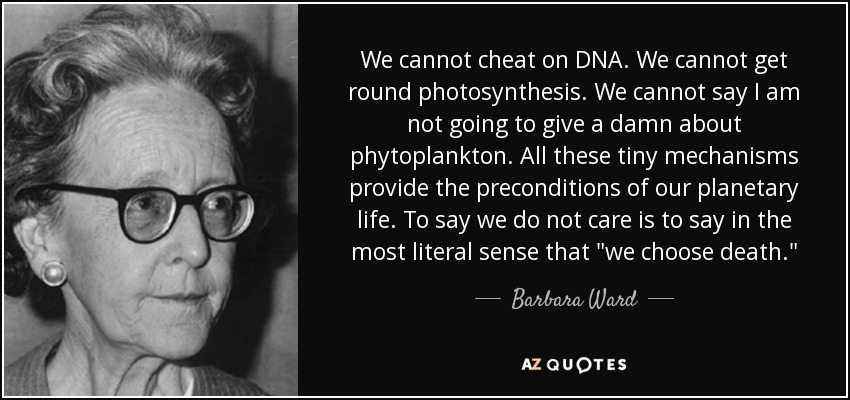 We cannot cheat on DNA. We cannot get
round photosynthesis. We cannot say I am
not going to give a damn about
phytoplankton. All these tiny mechanisms
provide the preconditions of our planetary
life. To say we do not care is to say in the
most literal sense that "we choose death."
Barbara Ward
AZ QUOTES